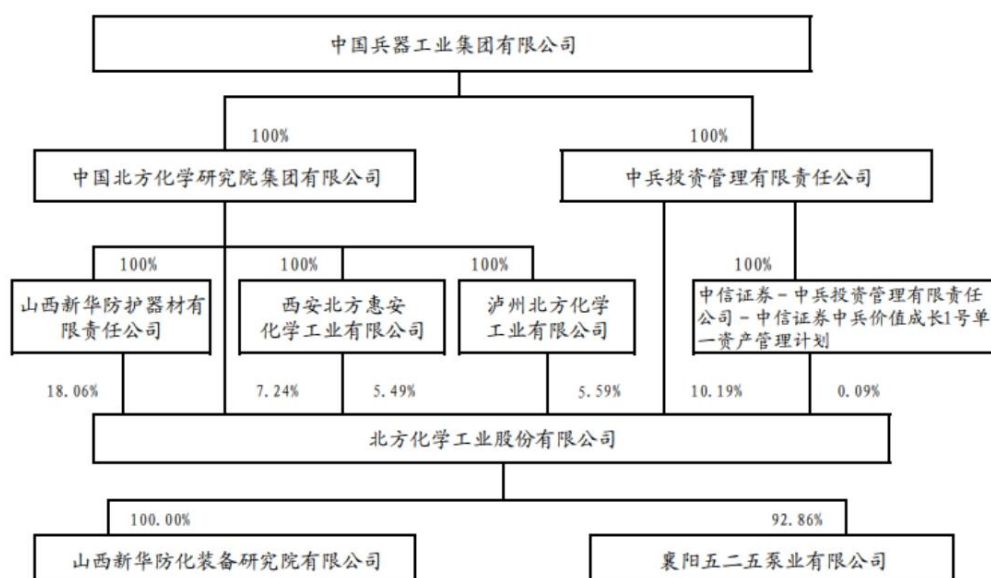 中国兵器工业集团有限公司
100%
100%
中国北方化学研究院集团有限公司
中兵投资管理有限责任公司
100%
100%
100%
100%
山西新华防护器材有
限责任公司
西安北方惠安
化学工业有限公司
泸州北方化学
工业有限公司
中信证券－中兵投资管理有限责任
公司－中信证券中兵价值成长1号单
一资产管理计划
18.06%
7.24%
5.49%
5.59%
10.19%
0.09%
北方化学工业股份有限公司
100.00%
92.86%
山西新华防化装备研究院有限公司
襄阳五二五泵业有限公司